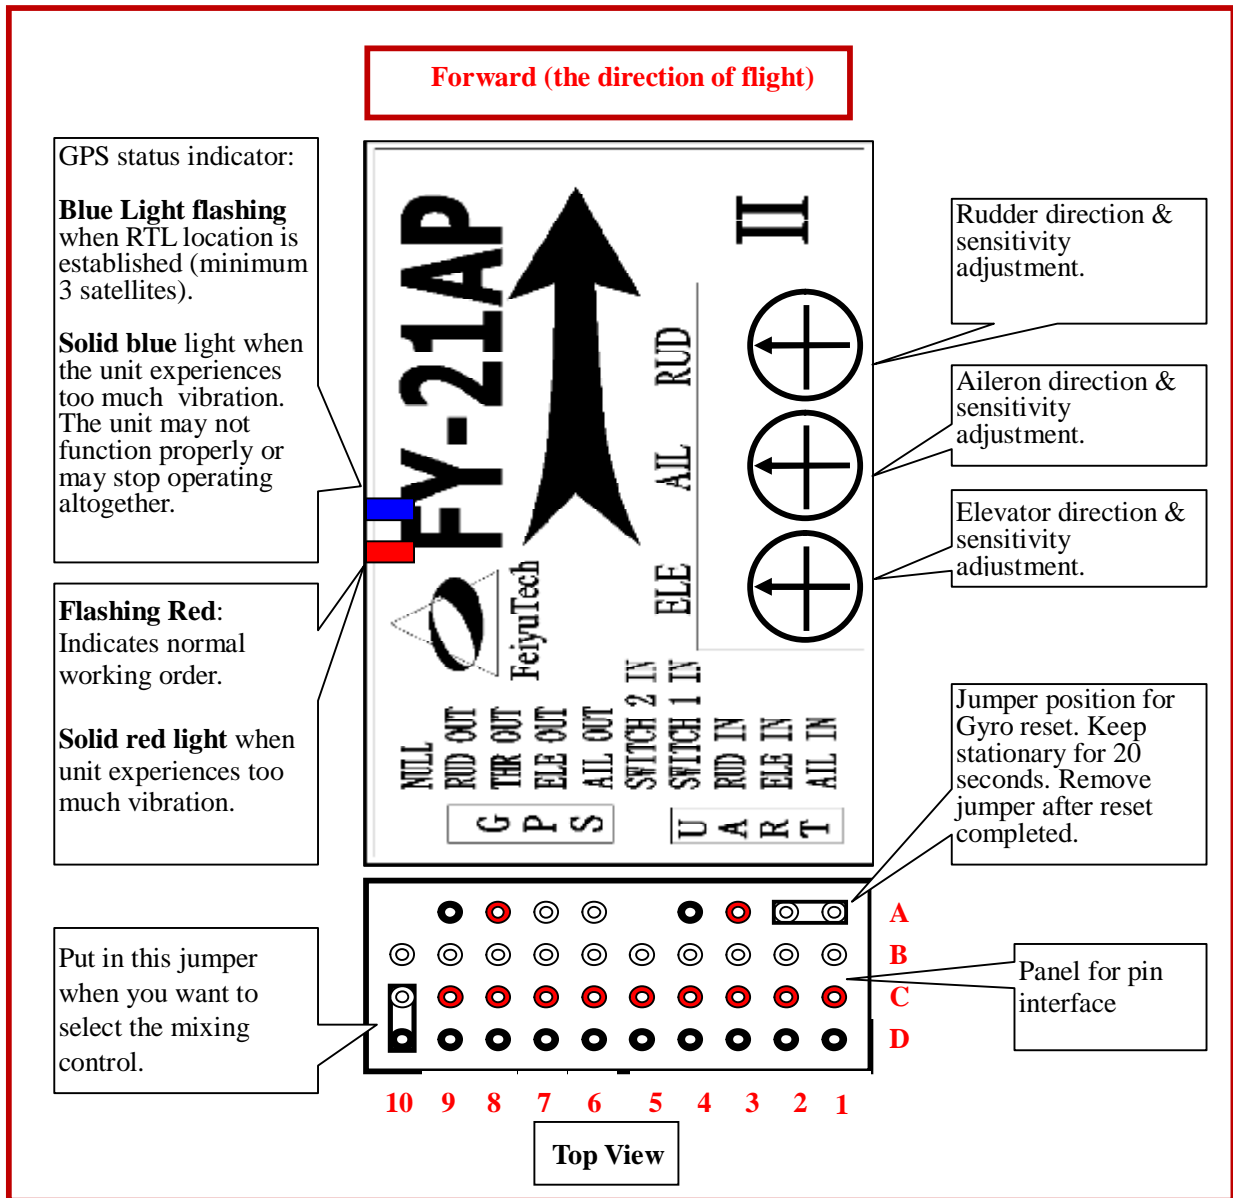 Forward (the direction of flight)
GPS status indicator:
Blue Light flashing
when RTL location is
established (minimum
3 satellites).
Solid blue light when
the unit experiences
too much vibration.
The unit may not
function properly or
may stop operating
altogether.
Flashing Red:
Indicates normal
working order.
Solid red light when
unit experiences too
much vibration.
Put in this jumper
when you want to
select the mixing
control.
FY-21AP
II
FeiyuTech
ELE AIL RUD
NULL
RUD OUT
THR OUT
ELE OUT
AIL OUT
SWITCH 2 IN
SWITCH 1 IN
RUD IN
ELE IN
AIL IN
GPS
UART
Rudder direction &
sensitivity
adjustment.
Aileron direction &
sensitivity
adjustment.
Elevator direction &
sensitivity
adjustment.
Jumper position for
Gyro reset. Keep
stationary for 20
seconds. Remove
jumper after reset
completed.
Panel for pin
interface
A
B
C
D
10 9 8 7 6 5 4 3 2 1
Top View